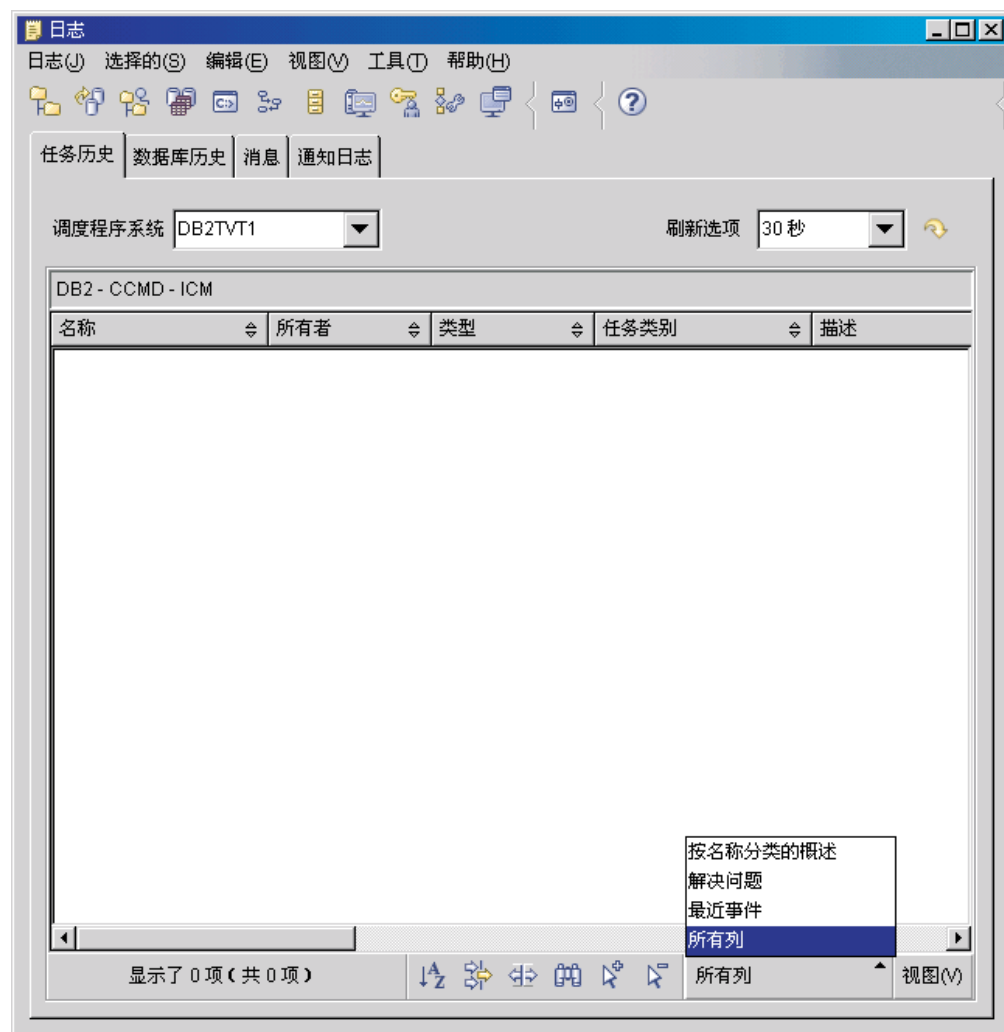 日志
日志(J) 选择的(S) 编辑(E) 视图(V) 工具(T) 帮助(H)
任务历史 数据库历史 消息 通知日志
调度程序系统 DB2TVT1 刷新选项 30 秒
DB2 - CCMD - ICM
名称 所有者 类型 任务类别 描述
按名称分类的概述
解决问题
最近事件
所有列
显示了 0 项 ( 共 0 项 ) 所有列 视图(V)